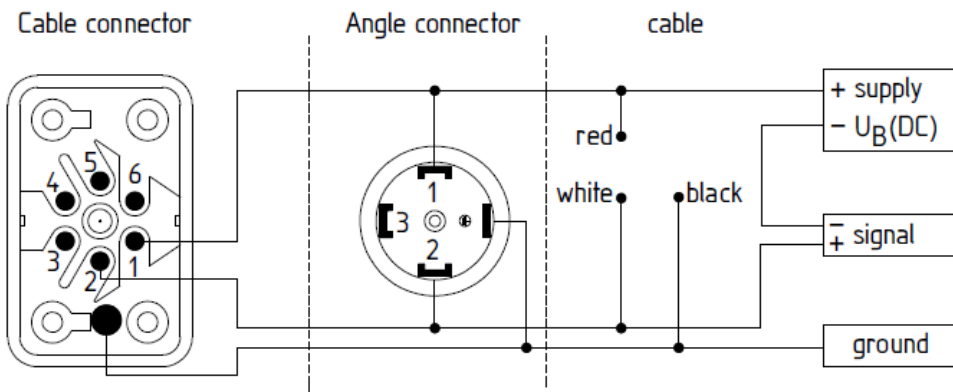 Cable connector
Angle connector
cable
+ supply
− U_B(DC)
red
white
black
− + signal
ground
5
4
6
3
2
1
1
3
2